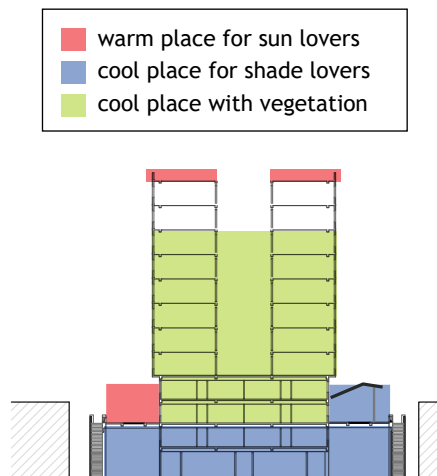 warm place for sun lovers
cool place for shade lovers
cool place with vegetation